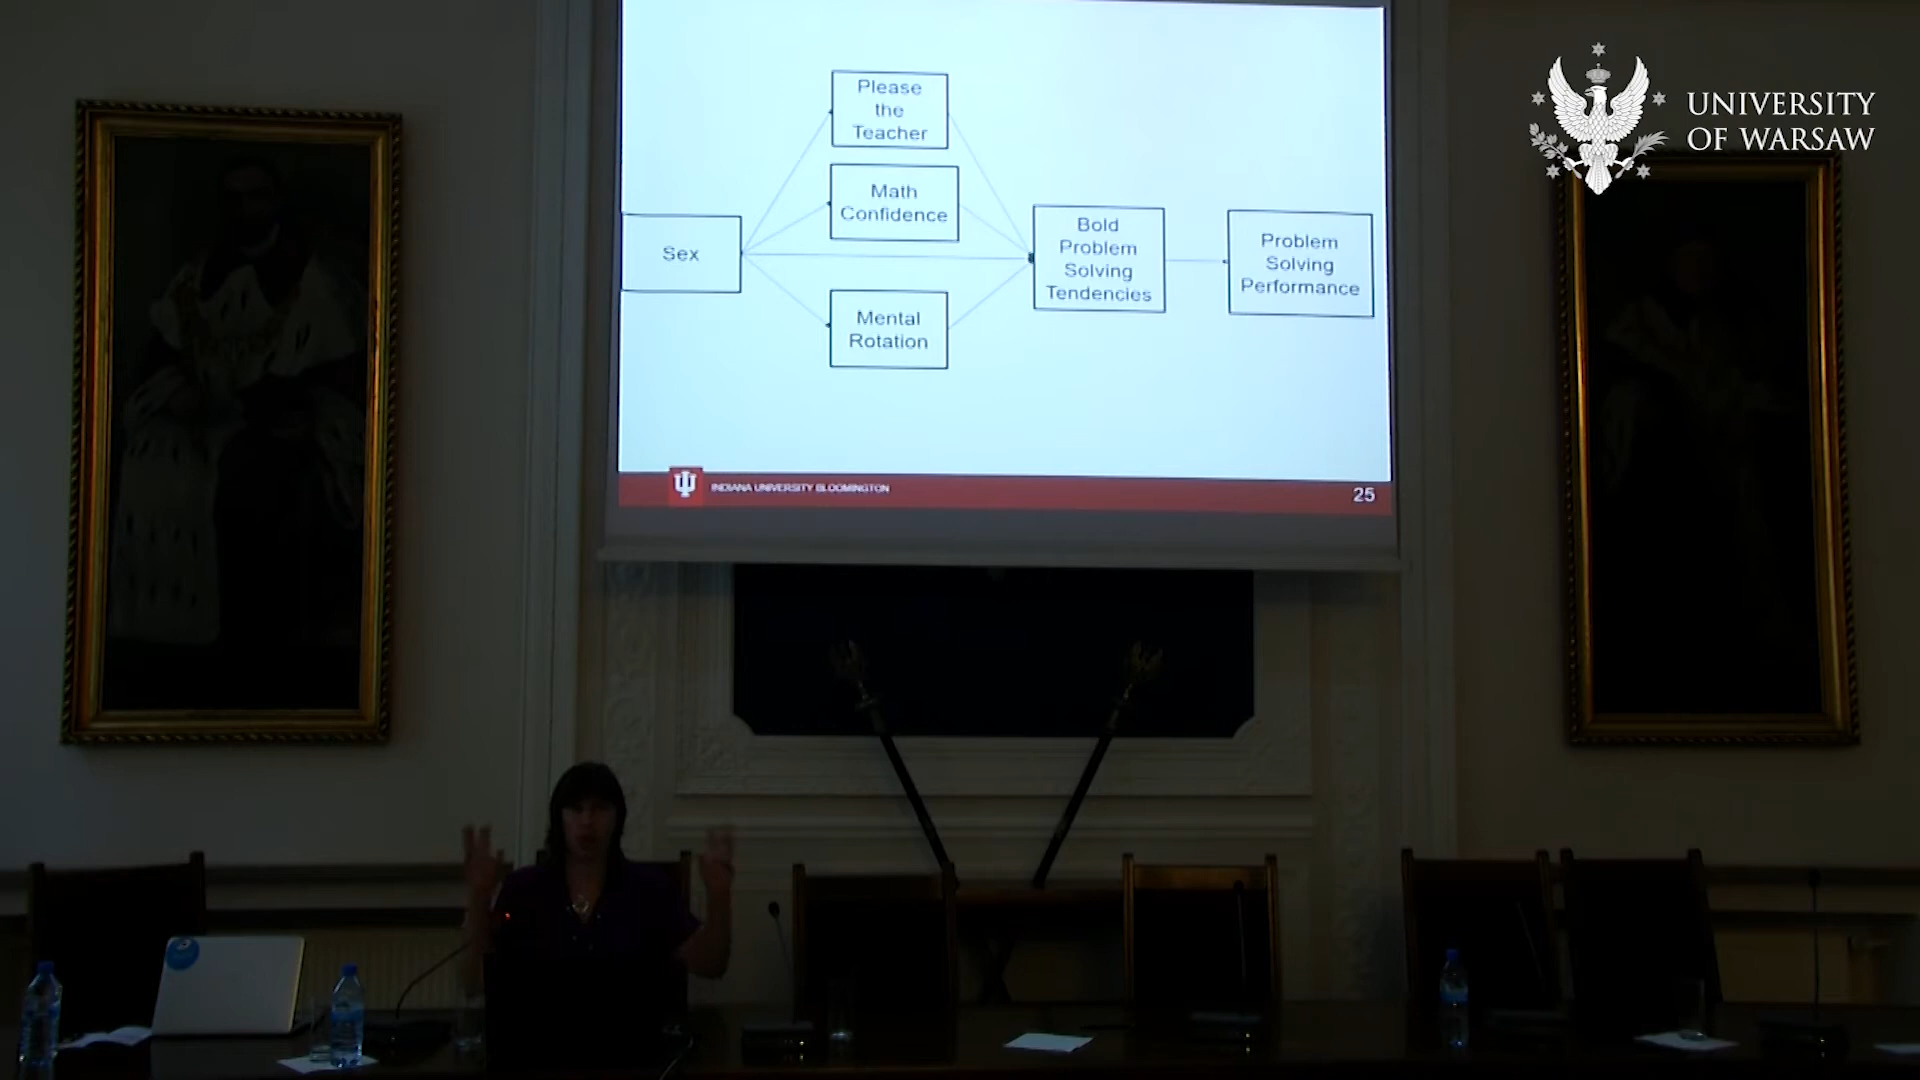 UNIVERSITY
OF WARSAW
Please
the
Teacher
Math
Confidence
Sex
Bold
Problem
Solving
Tendencies
Problem
Solving
Performance
Mental
Rotation
INDIANA UNIVERSITY BLOOMINGTON
25